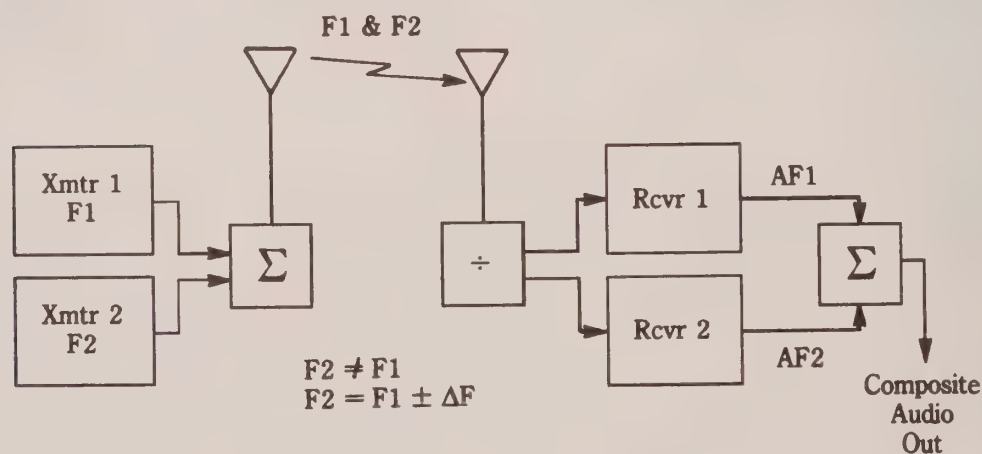 F1 & F2
Xmtr 1
F1
Xmtr 2
F2
Σ
÷
Rcvr 1
Rcvr 2
AF1
AF2
Σ
F2 ≠ F1
F2 = F1 ± ΔF
Composite
Audio
Out